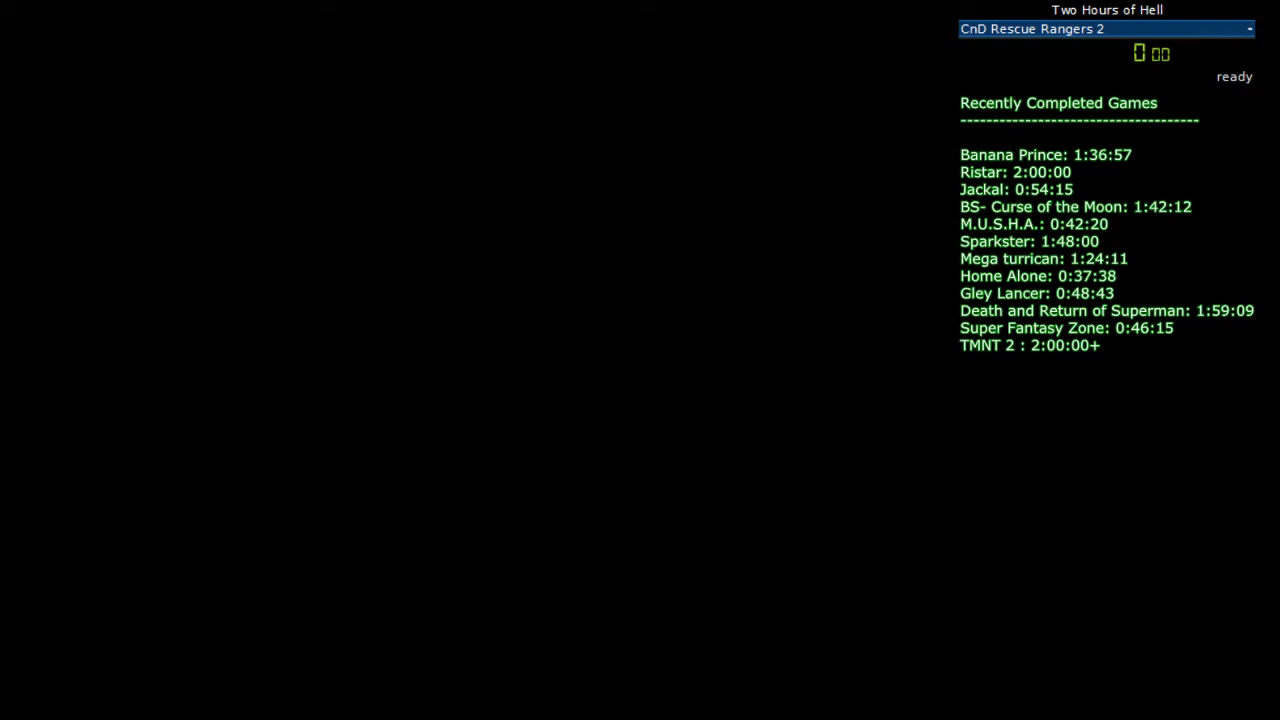 Two Hours of Hell
CnD Rescue Rangers 2 -
0 00
ready
Recently Completed Games
-------------------------------------
Banana Prince: 1:36:57
Ristar: 2:00:00
Jackal: 0:54:15
BS- Curse of the Moon: 1:42:12
M.U.S.H.A.: 0:42:20
Sparkster: 1:48:00
Mega turrican: 1:24:11
Home Alone: 0:37:38
Gley Lancer: 0:48:43
Death and Return of Superman: 1:59:09
Super Fantasy Zone: 0:46:15
TMNT 2 : 2:00:00+